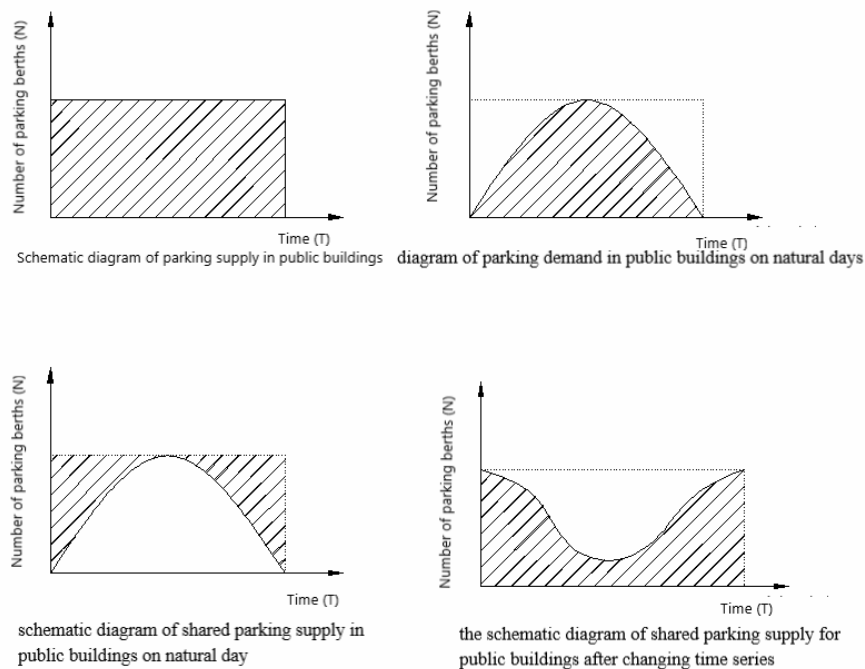 Number of parking berths (N)
Time (T)
Schematic diagram of parking supply in public buildings
Number of parking berths (N)
Time (T)
diagram of parking demand in public buildings on natural days
Number of parking berths (N)
Time (T)
schematic diagram of shared parking supply in
public buildings on natural day
Number of parking berths (N)
Time (T)
the schematic diagram of shared parking supply for
public buildings after changing time series